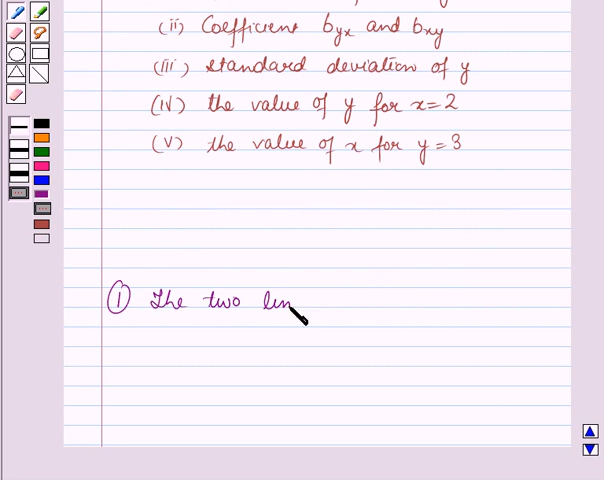 (ii) Coefficient byx and bxy
(iii) standard deviation of y
(iv) the value of y for x=2
(v) the value of x for y = 3
① The two lin